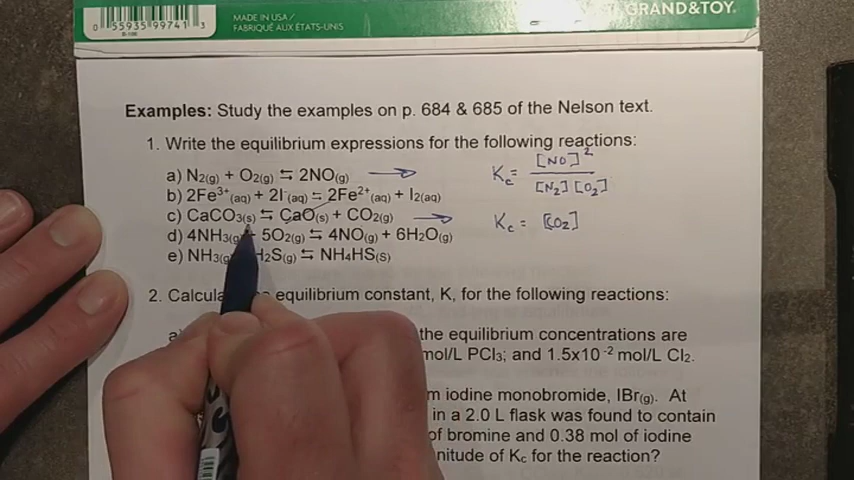 0 55935 99741 3
MADE IN USA /
FABRIQUÉ AUX ÉTATS-UNIS
GRAND&TOY.
Examples: Study the examples on p. 684 & 685 of the Nelson text.
1. Write the equilibrium expressions for the following reactions:
a) N₂(g) + O₂(g) ⇆ 2NO(g) → Kc = [NO]² / [N₂][O₂]
b) 2Fe³⁺(aq) + 2I⁻(aq) ⇆ 2Fe²⁺(aq) + I₂(aq)
c) CaCO₃(s) ⇆ CaO(s) + CO₂(g) → Kc = [CO₂]
d) 4NH₃(g) + 5O₂(g) ⇆ 4NO(g) + 6H₂O(g)
e) NH₃(g) H₂S(g) ⇆ NH₄HS(S)
2. Calcula equilibrium constant, K, for the following reactions:
a) the equilibrium concentrations are
mol/L PCl₃; and 1.5x10⁻² mol/L Cl₂.
m iodine monobromide, IBr(g). At
in a 2.0 L flask was found to contain
of bromine and 0.38 mol of iodine
nitude of Kc for the reaction?